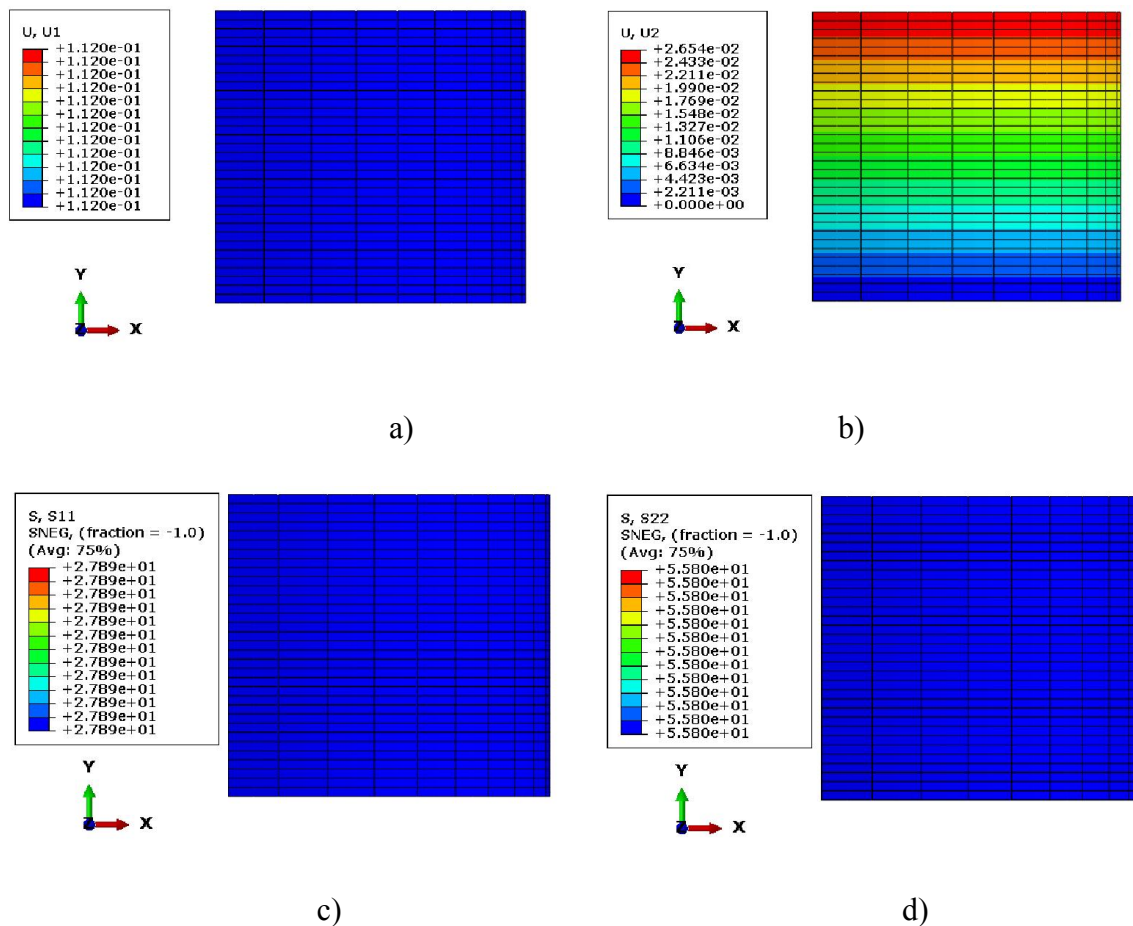 U, U1
+1.120e-01
+1.120e-01
+1.120e-01
+1.120e-01
+1.120e-01
+1.120e-01
+1.120e-01
+1.120e-01
+1.120e-01
+1.120e-01
+1.120e-01
+1.120e-01
+1.120e-01
Y
X
a)
U, U2
+2.654e-02
+2.433e-02
+2.211e-02
+1.990e-02
+1.769e-02
+1.548e-02
+1.327e-02
+1.106e-02
+8.846e-03
+6.634e-03
+4.423e-03
+2.211e-03
+0.000e+00
Y
X
b)
S, S11
SNEG, (fraction = -1.0)
(Avg: 75%)
+2.789e+01
+2.789e+01
+2.789e+01
+2.789e+01
+2.789e+01
+2.789e+01
+2.789e+01
+2.789e+01
+2.789e+01
+2.789e+01
+2.789e+01
+2.789e+01
+2.789e+01
Y
X
c)
S, S22
SNEG, (fraction = -1.0)
(Avg: 75%)
+5.580e+01
+5.580e+01
+5.580e+01
+5.580e+01
+5.580e+01
+5.580e+01
+5.580e+01
+5.580e+01
+5.580e+01
+5.580e+01
+5.580e+01
+5.580e+01
+5.580e+01
Y
X
d)